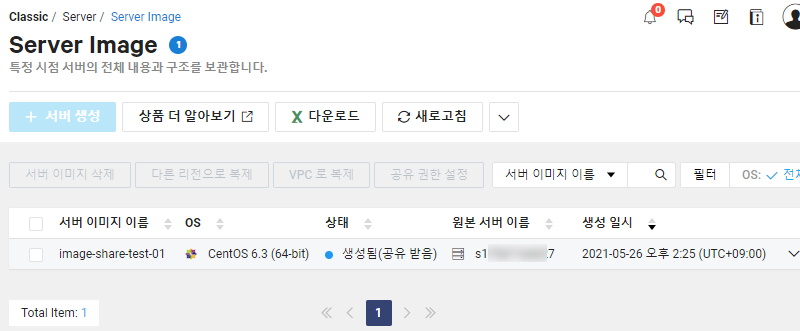 Classic / Server / Server Image
0
Server Image 1
특정 시점 서버의 전체 내용과 구조를 보관합니다.
+ 서버 생성 상품 더 알아보기 다운로드 새로고침
서버 이미지 삭제 다른 리전으로 복제 VPC 로 복제 공유 권한 설정 서버 이미지 이름 필터 OS: 전체
서버 이미지 이름 OS 상태 원본 서버 이름 생성 일시
image-share-test-01 CentOS 6.3 (64-bit) 생성됨(공유 받음) 2021-05-26 오후 2:25 (UTC+09:00)
Total Item: 1 1